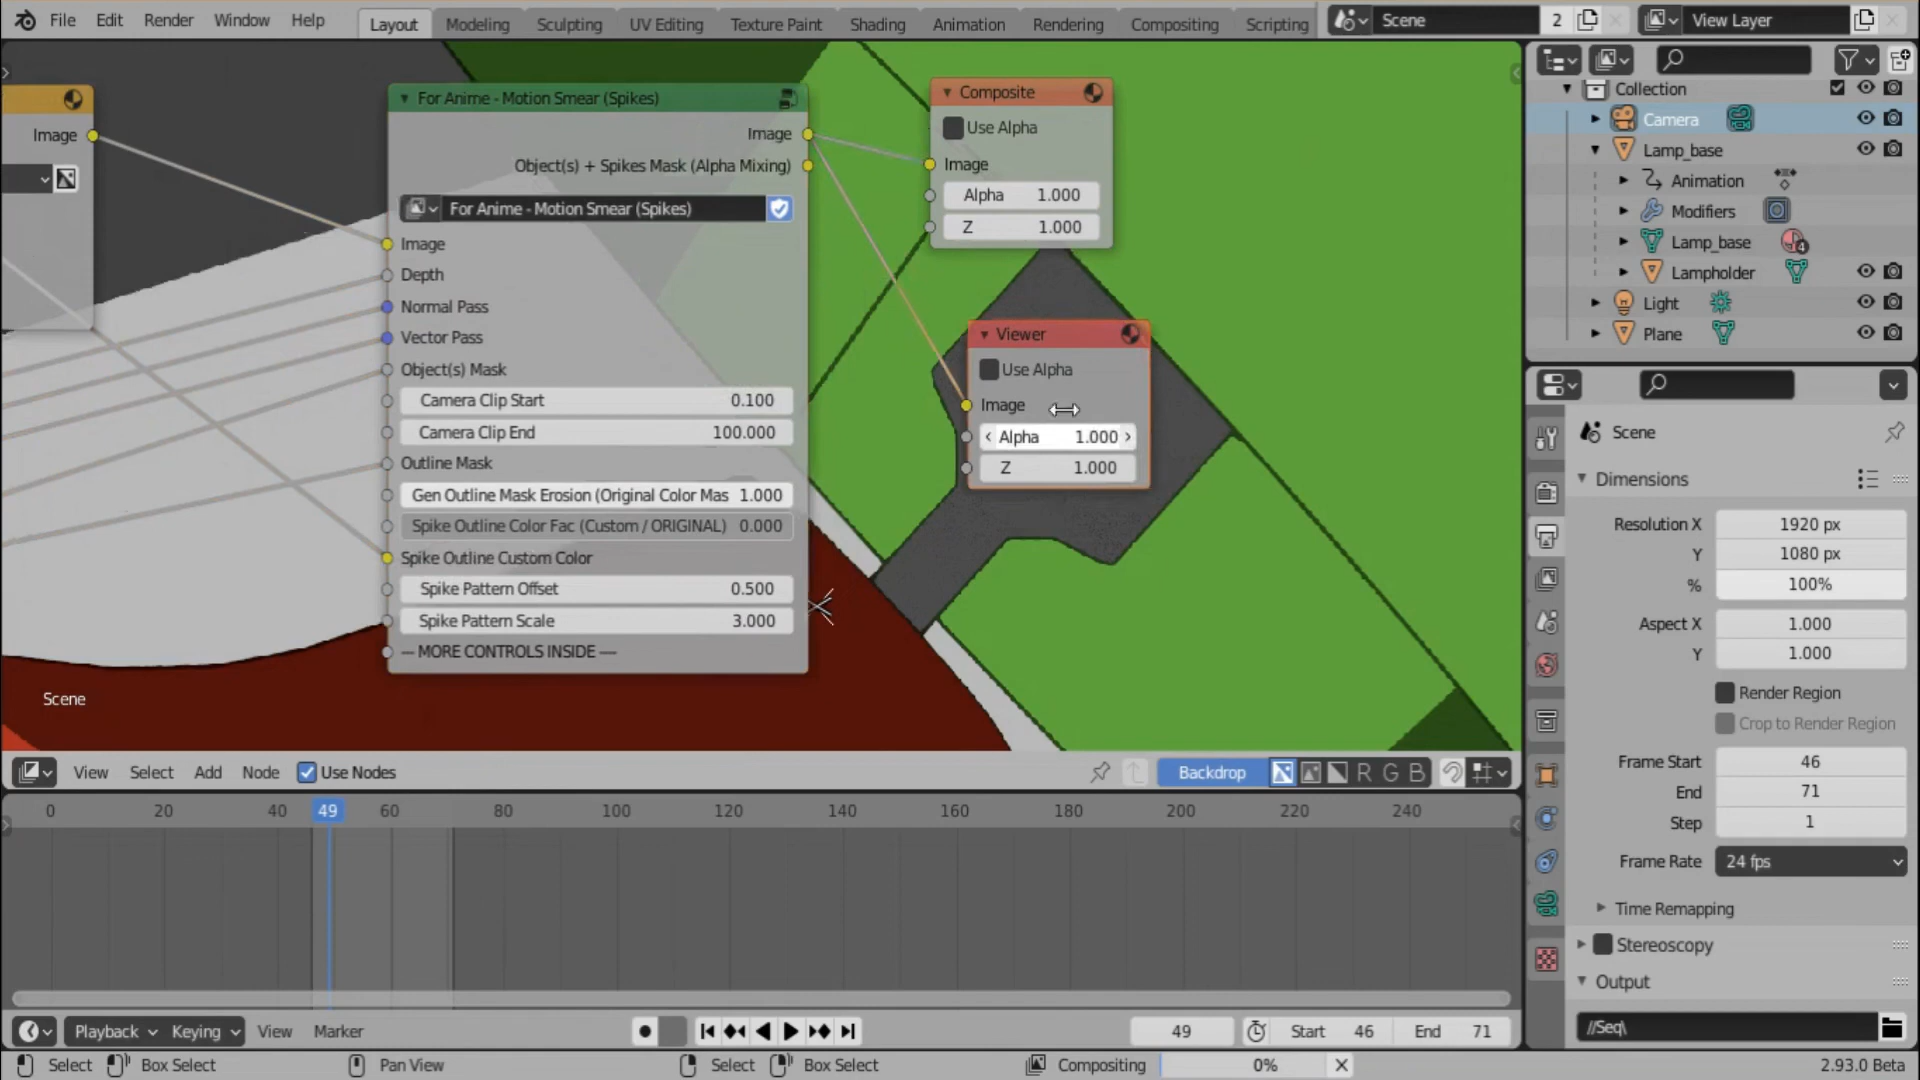 File Edit Render Window Help Layout Modeling Sculpting UV Editing Texture Paint Shading Animation Rendering Compositing Scripting Scene 2 View Layer
Image
For Anime - Motion Smear (Spikes)
Image
Object(s) + Spikes Mask (Alpha Mixing)
For Anime - Motion Smear (Spikes)
Image
Depth
Normal Pass
Vector Pass
Object(s) Mask
Camera Clip Start 0.100
Camera Clip End 100.000
Outline Mask
Gen Outline Mask Erosion (Original Color Mas 1.000
Spike Outline Color Fac (Custom / ORIGINAL) 0.000
Spike Outline Custom Color
Spike Pattern Offset 0.500
Spike Pattern Scale 3.000
— MORE CONTROLS INSIDE —
Composite
Use Alpha
Image
Alpha 1.000
Z 1.000
Viewer
Use Alpha
Image
Alpha 1.000
Z 1.000
Scene
Collection
Camera
Lamp_base
Animation
Modifiers
Lamp_base 4
Lampholder
Light
Plane
Scene
Dimensions
Resolution X 1920 px
Y 1080 px
% 100%
Aspect X 1.000
Y 1.000
Render Region
Crop to Render Region
Frame Start 46
End 71
Step 1
Frame Rate 24 fps
Time Remapping
Stereoscopy
Output
//Seq\
View Select Add Node Use Nodes Backdrop R G B
0 20 40 49 60 80 100 120 140 160 180 200 220 240
Playback Keying View Marker 49 Start 46 End 71
Select Box Select Pan View Select Box Select Compositing 0% 2.93.0 Beta